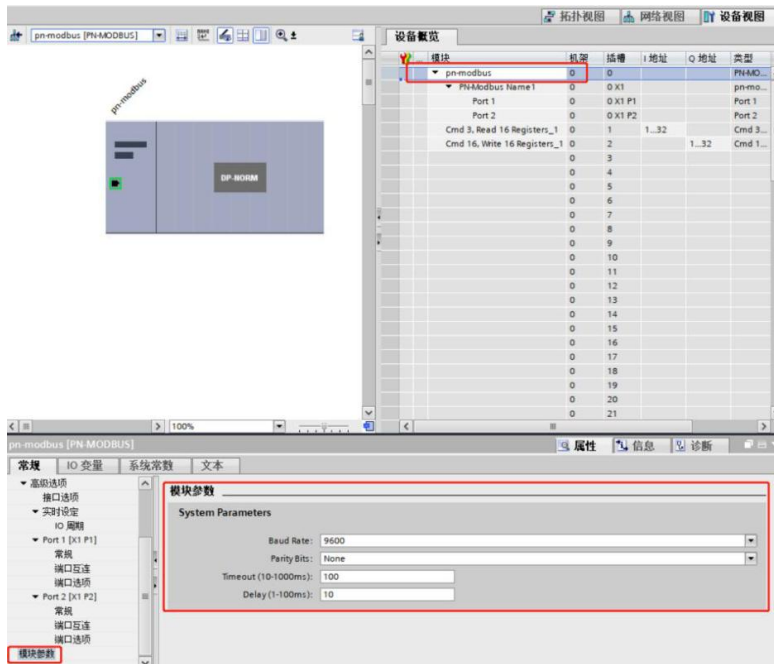 拓扑视图 网络视图 设备视图
pn-modbus [PN-MODBUS]
设备概览
pn-modbus
DP-NORM
... 模块 机架 插槽 I 地址 Q 地址 类型
pn-modbus 0 0 PN-MO...
PN-Modbus Name1 0 0 X1 pn-mo...
Port 1 0 0 X1 P1 Port 1
Port 2 0 0 X1 P2 Port 2
Cmd 3, Read 16 Registers_1 0 1 1...32 Cmd 3...
Cmd 16, Write 16 Registers_1 0 2 1...32 Cmd 1...
0 3
0 4
0 5
0 6
0 7
0 8
0 9
0 10
0 11
0 12
0 13
0 14
0 15
0 16
0 17
0 18
0 19
0 20
0 21
100%
pn-modbus [PN-MODBUS]
属性 信息 诊断
常规 IO 变量 系统常数 文本
高级选项
接口选项
实时设定
IO 周期
Port 1 [X1 P1]
常规
端口互连
端口选项
Port 2 [X1 P2]
常规
端口互连
端口选项
模块参数
模块参数
System Parameters
Baud Rate: 9600
Parity Bits: None
Timeout (10-1000ms): 100
Delay (1-100ms): 10